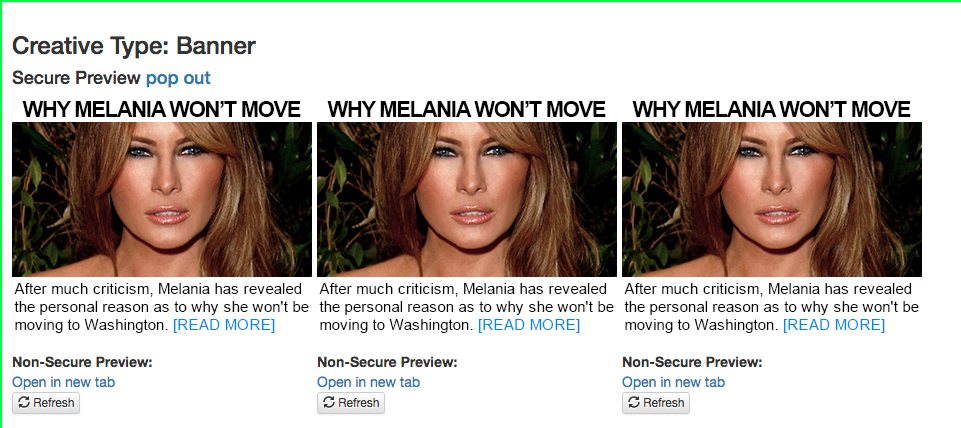 Creative Type: Banner
Secure Preview pop out
WHY MELANIA WON'T MOVE
After much criticism, Melania has revealed
the personal reason as to why she won't be
moving to Washington. [READ MORE]
Non-Secure Preview:
Open in new tab
Refresh
WHY MELANIA WON'T MOVE
After much criticism, Melania has revealed
the personal reason as to why she won't be
moving to Washington. [READ MORE]
Non-Secure Preview:
Open in new tab
Refresh
WHY MELANIA WON'T MOVE
After much criticism, Melania has revealed
the personal reason as to why she won't be
moving to Washington. [READ MORE]
Non-Secure Preview:
Open in new tab
Refresh